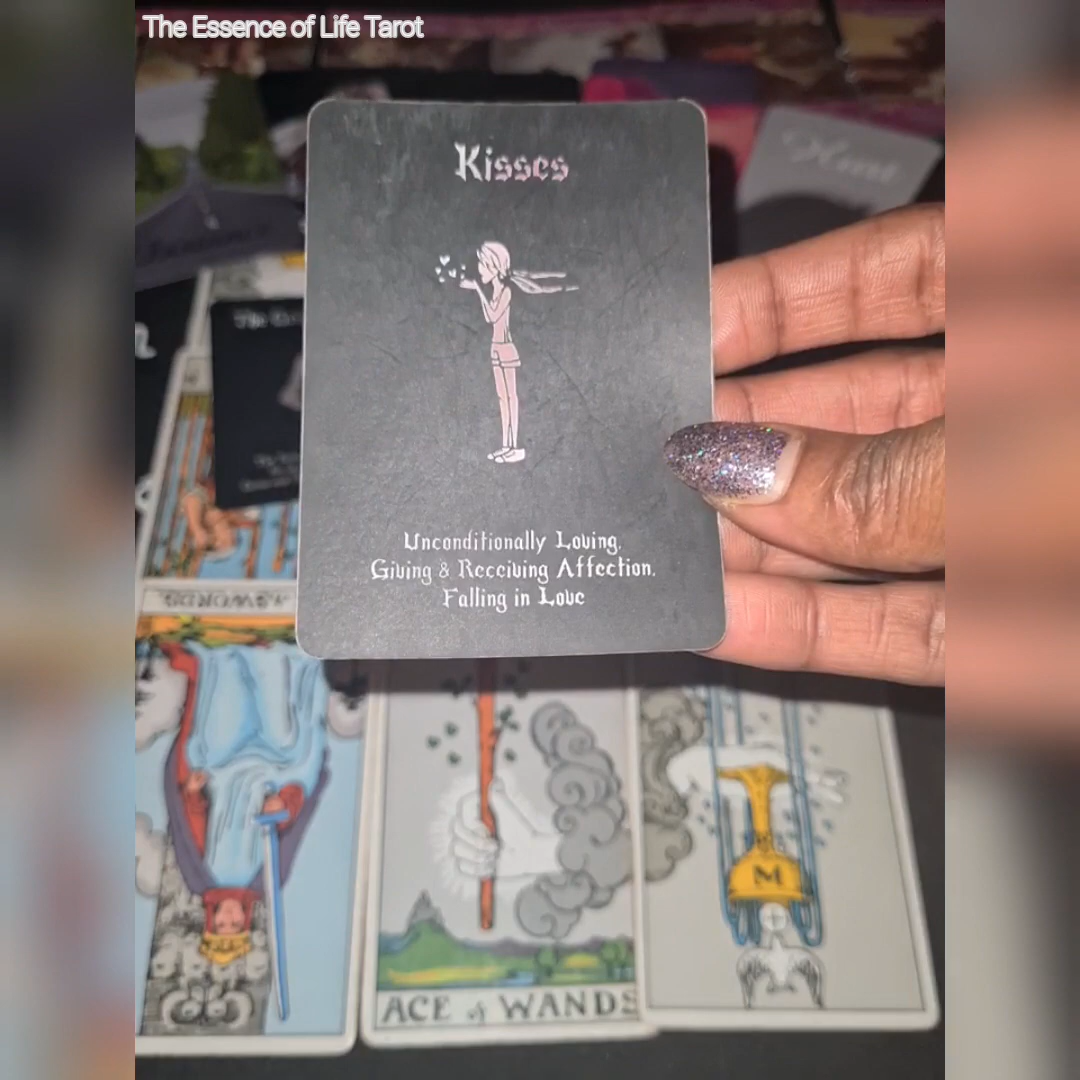 The Essence of Life Tarot
Kisses
Unconditionally Loving,
Giving & Receiving Affection,
Falling in Love
ACE of WANDS
W